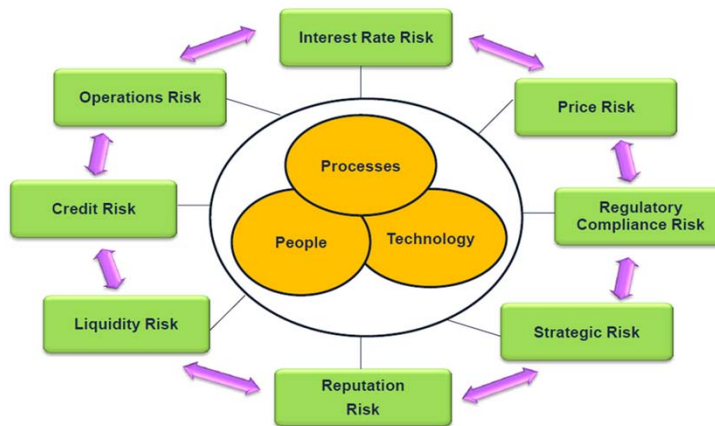 Interest Rate Risk
Operations Risk
Price Risk
Processes
Credit Risk
People
Technology
Regulatory
Compliance Risk
Liquidity Risk
Strategic Risk
Reputation
Risk